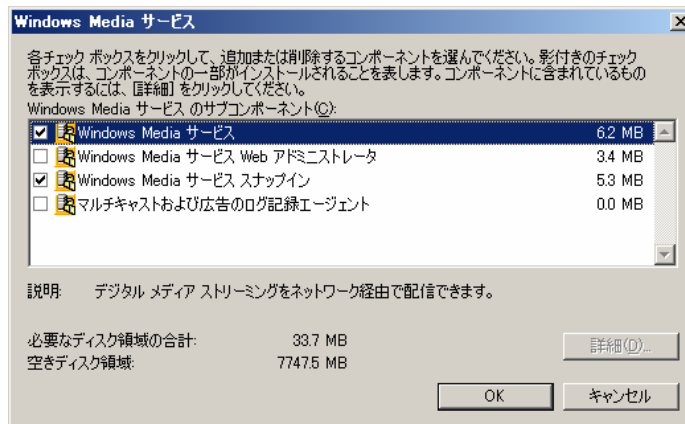 Windows Media サービス
各チェック ボックスをクリックして、追加または削除するコンポーネントを選んでください。影付きのチェック
ボックスは、コンポーネントの一部がインストールされることを表します。コンポーネントに含まれているもの
を表示するには、[詳細] をクリックしてください。
Windows Media サービス のサブコンポーネント(C):
Windows Media サービス 6.2 MB
Windows Media サービス Web アドミニストレータ 3.4 MB
Windows Media サービス スナップイン 5.3 MB
マルチキャストおよび広告のログ記録エージェント 0.0 MB
説明: デジタル メディア ストリーミングをネットワーク経由で配信できます。
必要なディスク領域の合計: 33.7 MB
空きディスク領域: 7747.5 MB
詳細(D)...
OK キャンセル